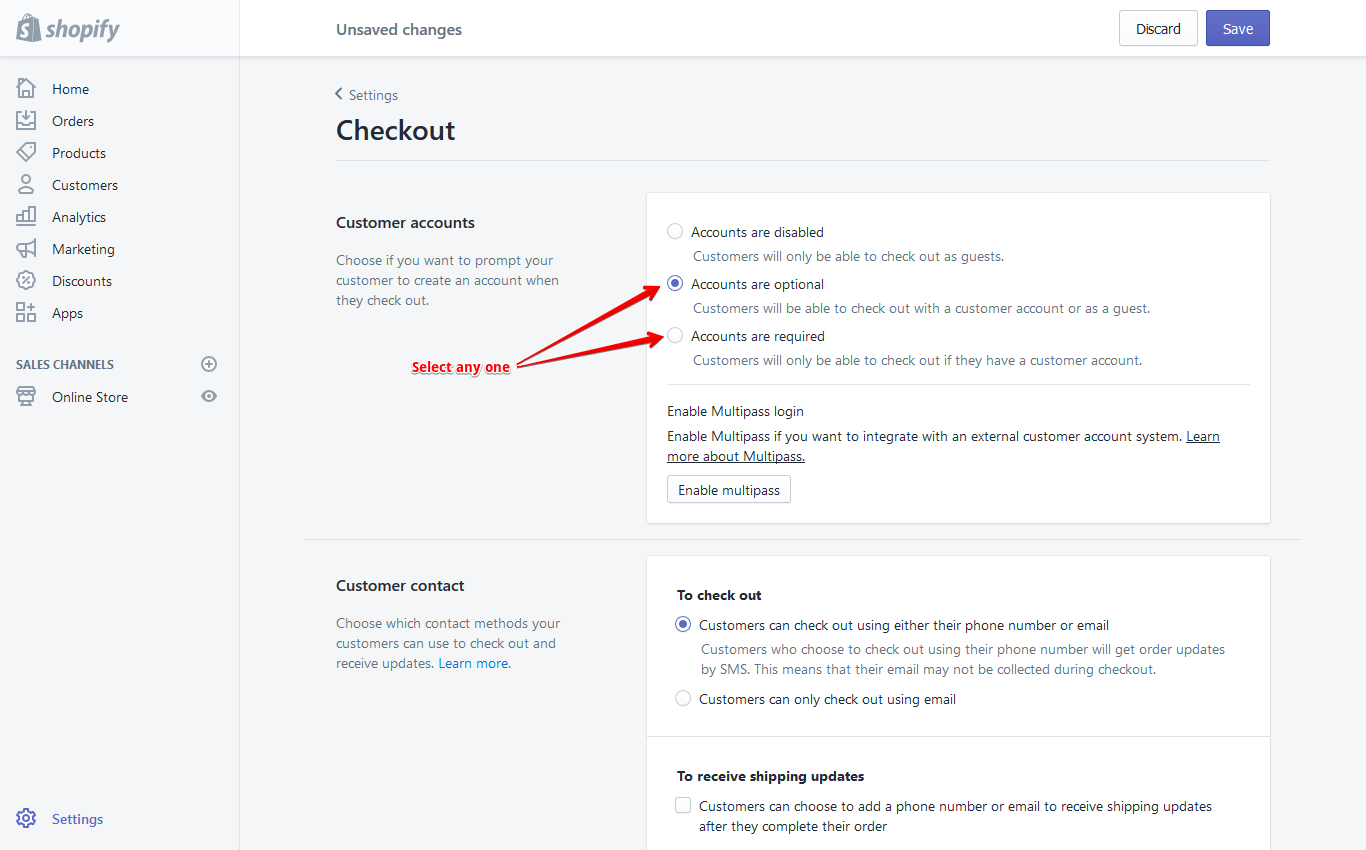 shopify
Unsaved changes
Discard
Save
Home
Orders
Products
Customers
Analytics
Marketing
Discounts
Apps
SALES CHANNELS
Online Store
Settings
Settings
Checkout
Customer accounts
Choose if you want to prompt your
customer to create an account when
they check out.
Select any one
Accounts are disabled
Customers will only be able to check out as guests.
Accounts are optional
Customers will be able to check out with a customer account or as a guest.
Accounts are required
Customers will only be able to check out if they have a customer account.
Enable Multipass login
Enable Multipass if you want to integrate with an external customer account system. Learn
more about Multipass.
Enable multipass
Customer contact
Choose which contact methods your
customers can use to check out and
receive updates. Learn more.
To check out
Customers can check out using either their phone number or email
Customers who choose to check out using their phone number will get order updates
by SMS. This means that their email may not be collected during checkout.
Customers can only check out using email
To receive shipping updates
Customers can choose to add a phone number or email to receive shipping updates
after they complete their order